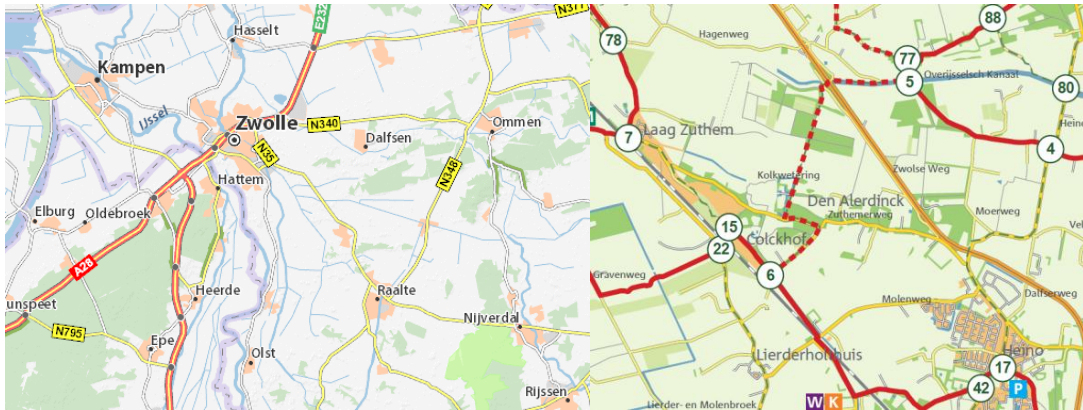 E232
N377
Hasselt
Kampen
IJssel
Zwolle
N340
Ommen
Dalfsen
N35
N348
Hattem
Elburg
Oldebroek
A28
Heerde
Raalte
unspeet
N795
Nijverdal
Epe
Olst
Rijssen
78
Hagenweg
88
77
5
Overijsselsch Kanaal
80
Heine
7
Laag Zuthem
4
Kolkwetering
Zwolse Weg
Den Alerdinck
Zuthemerweg
Moerweg
15
Colckhof
22
Gravenweg
6
Molenweg
Dalfserweg
Lierderholthuis
Heino
17
42
P
W K
Lierder- en Molenbroek